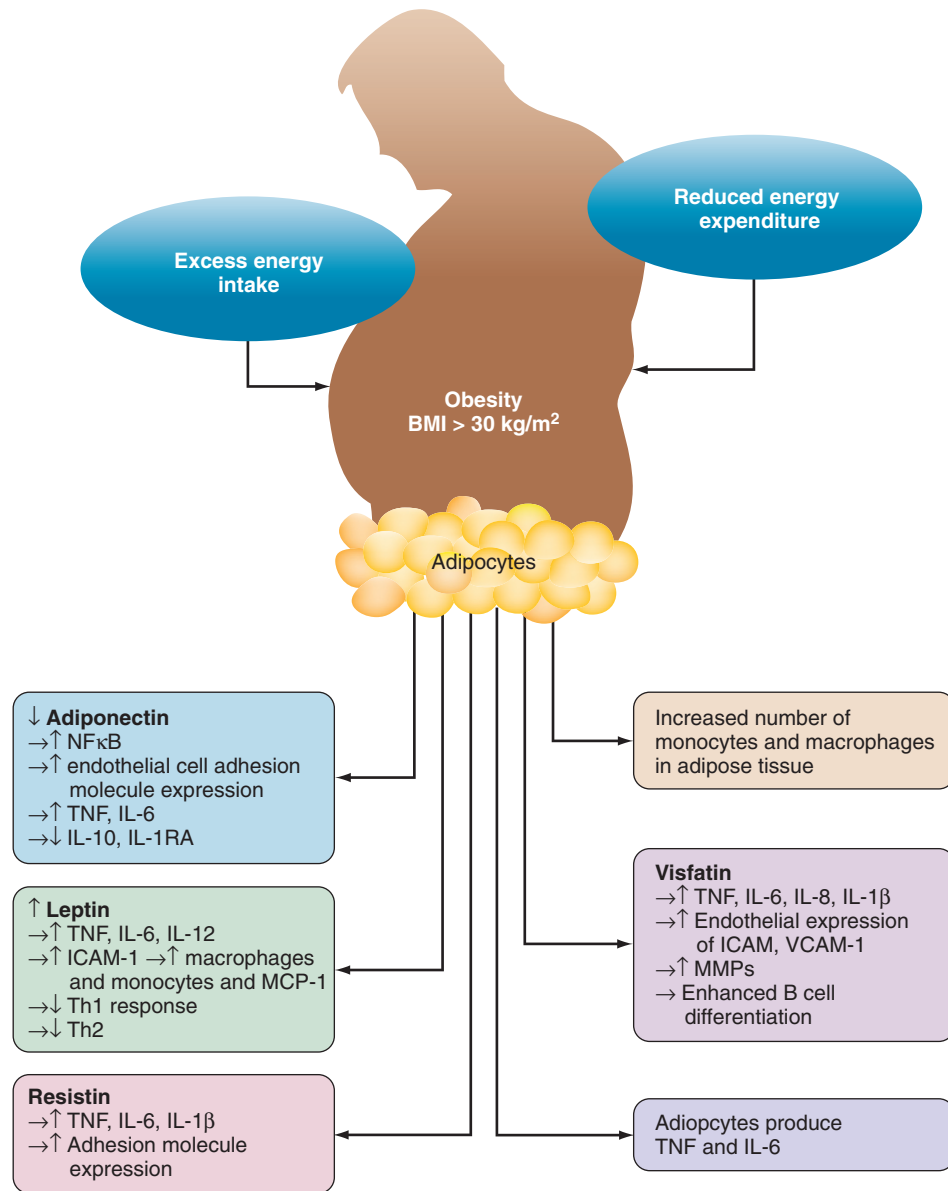 Reduced energy
expenditure
Excess energy
intake
Obesity
BMI > 30 kg/m²
Adipocytes
↓ Adiponectin
→↑ NFκB
→↑ endothelial cell adhesion
molecule expression
→↑ TNF, IL-6
→↓ IL-10, IL-1RA
↑ Leptin
→↑ TNF, IL-6, IL-12
→↑ ICAM-1 →↑ macrophages
and monocytes and MCP-1
→↓ Th1 response
→↓ Th2
Resistin
→↑ TNF, IL-6, IL-1β
→↑ Adhesion molecule
expression
Increased number of
monocytes and macrophages
in adipose tissue
Visfatin
→↑ TNF, IL-6, IL-8, IL-1β
→↑ Endothelial expression
of ICAM, VCAM-1
→↑ MMPs
→ Enhanced B cell
differentiation
Adiopcytes produce
TNF and IL-6